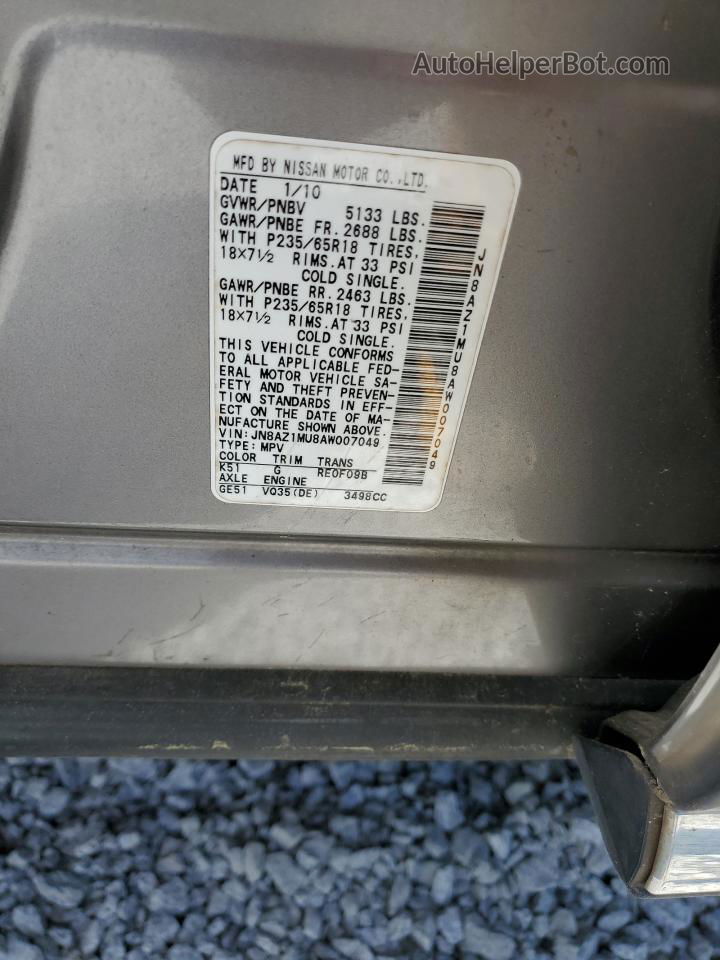 AutoHelperBot.com
MFD BY NISSAN MOTOR CO.,LTD.
DATE 1/10
GVWR/PNBV 5133 LBS.
GAWR/PNBE FR. 2688 LBS.
WITH P235/65R18 TIRES,
18X7½ RIMS. AT 33 PSI
COLD SINGLE.
GAWR/PNBE RR. 2463 LBS.
WITH P235/65R18 TIRES,
18X7½ RIMS. AT 33 PSI
COLD SINGLE.
THIS VEHICLE CONFORMS
TO ALL APPLICABLE FED-
ERAL MOTOR VEHICLE SA-
FETY AND THEFT PREVEN-
TION STANDARDS IN EFF-
ECT ON THE DATE OF MA-
NUFACTURE SHOWN ABOVE.
VIN: JN8AZ1MU8AW007049
TYPE: MPV
COLOR TRIM TRANS
K51 G RE0F09B
AXLE ENGINE
GE51 VQ35(DE) 3498CC
JN8AZ1MU8AW007049